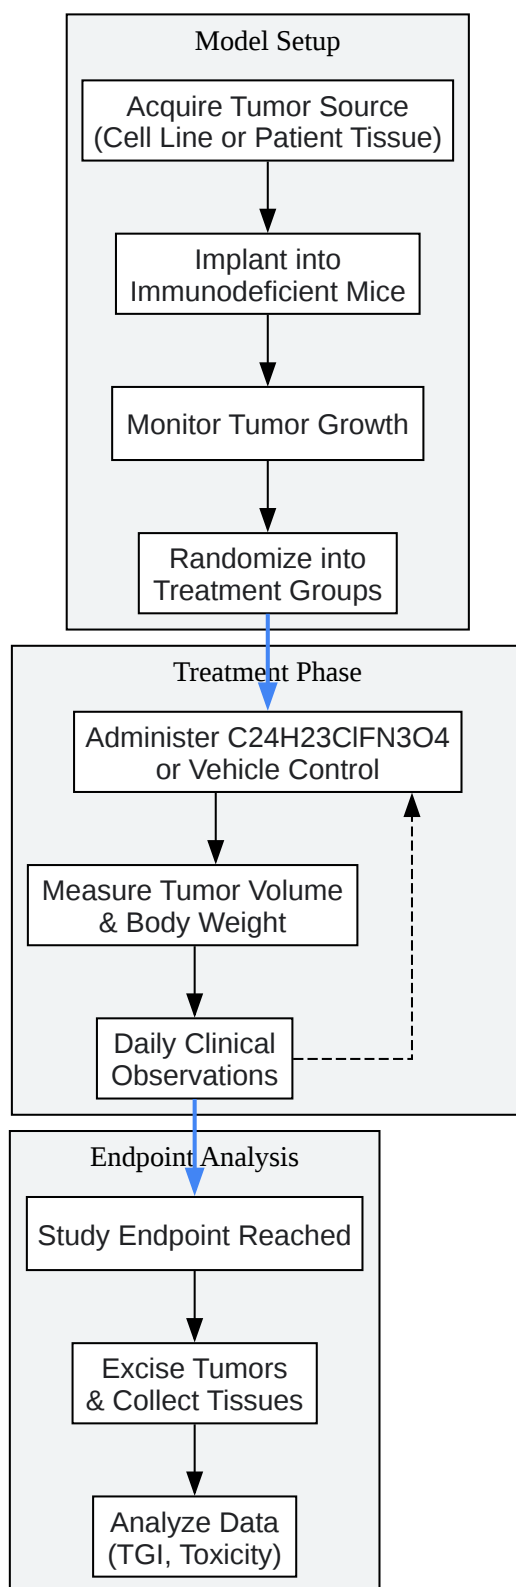 Model Setup
Acquire Tumor Source
(Cell Line or Patient Tissue)
Implant into
Immunodeficient Mice
Monitor Tumor Growth
Randomize into
Treatment Groups
Treatment Phase
Administer C24H23ClFN3O4
or Vehicle Control
Measure Tumor Volume
& Body Weight
Daily Clinical
Observations
Endpoint Analysis
Study Endpoint Reached
Excise Tumors
& Collect Tissues
Analyze Data
(TGI, Toxicity)